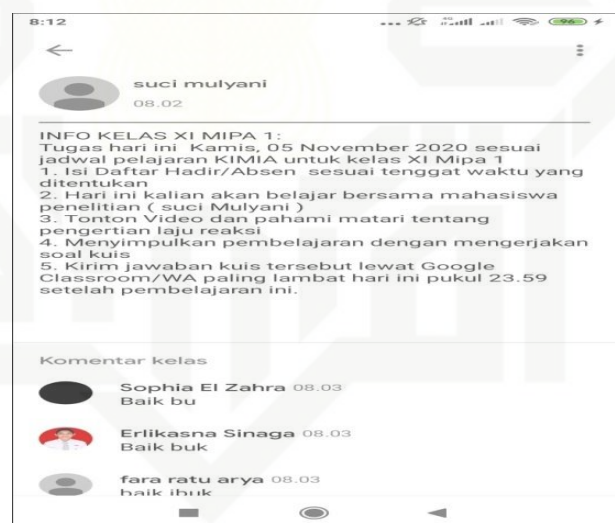 8:12
4G
96
suci mulyani
08.02
INFO KELAS XI MIPA 1:
Tugas hari ini Kamis, 05 November 2020 sesuai
jadwal pelajaran KIMIA untuk kelas XI Mipa 1
1. Isi Daftar Hadir/Absen sesuai tenggat waktu yang
ditentukan
2. Hari ini kalian akan belajar bersama mahasiswa
penelitian ( suci Mulyani )
3. Tonton Video dan pahami matari tentang
pengertian laju reaksi
4. Menyimpulkan pembelajaran dengan mengerjakan
soal kuis
5. Kirim jawaban kuis tersebut lewat Google
Classroom/WA paling lambat hari ini pukul 23.59
setelah pembelajaran ini.
Komentar kelas
Sophia El Zahra 08.03
Baik bu
Erlikasna Sinaga 08.03
Baik buk
fara ratu arya 08.03
baik ibuk